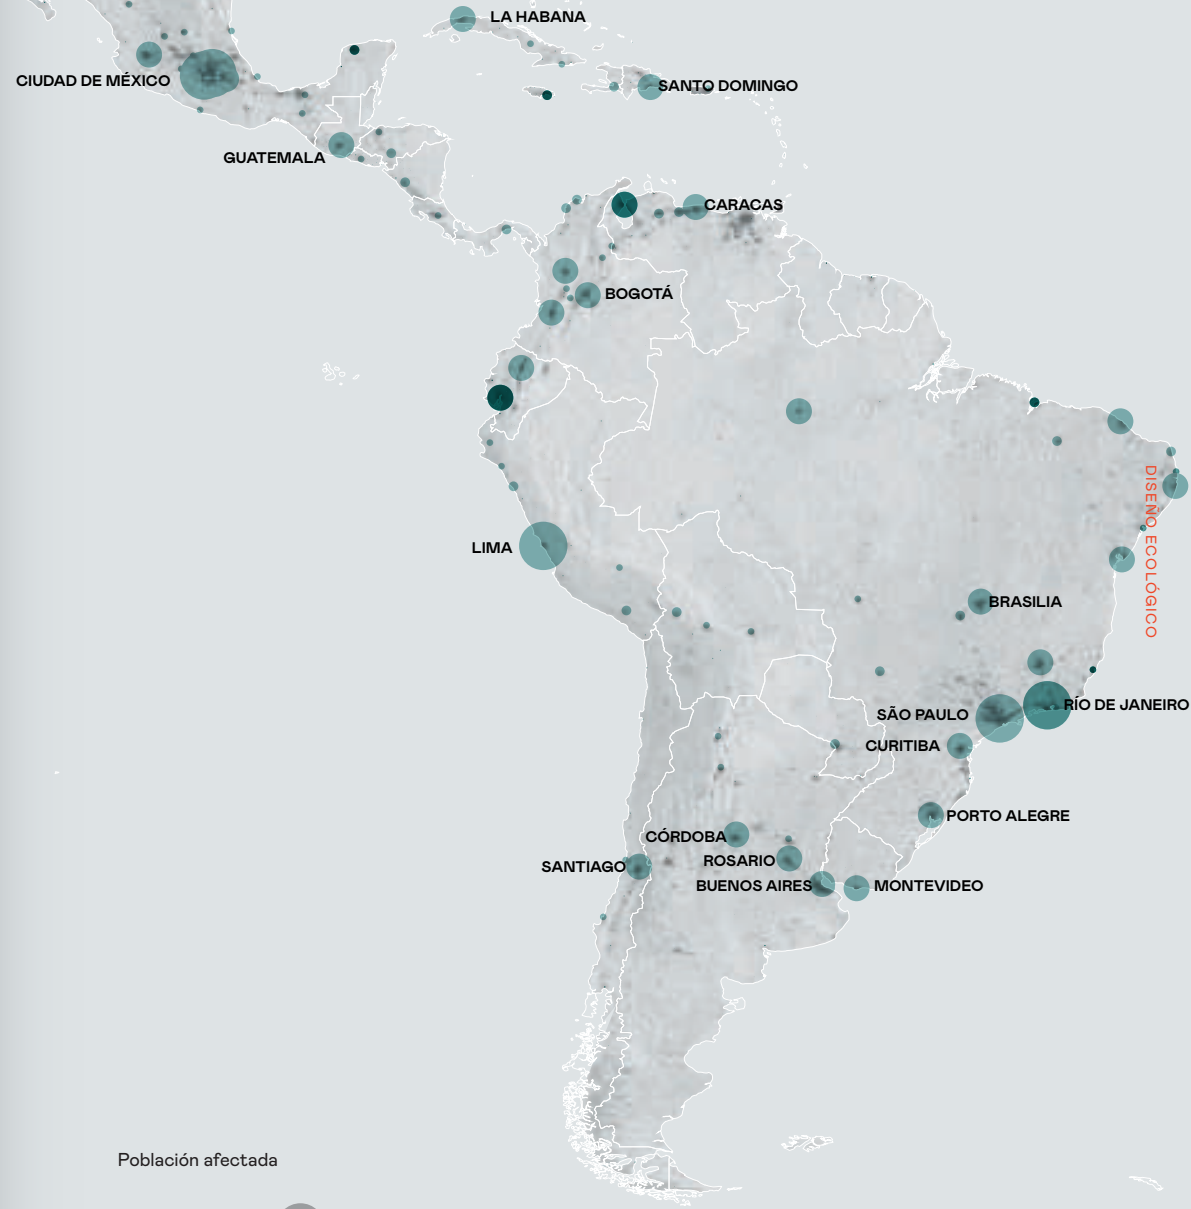 LA HABANA
CIUDAD DE MÉXICO
SANTO DOMINGO
GUATEMALA
CARACAS
BOGOTÁ
DISEÑO ECOLÓGICO
LIMA
BRASILIA
RÍO DE JANEIRO
SÃO PAULO
CURITIBA
PORTO ALEGRE
CÓRDOBA
ROSARIO
SANTIAGO
BUENOS AIRES
MONTEVIDEO
Población afectada